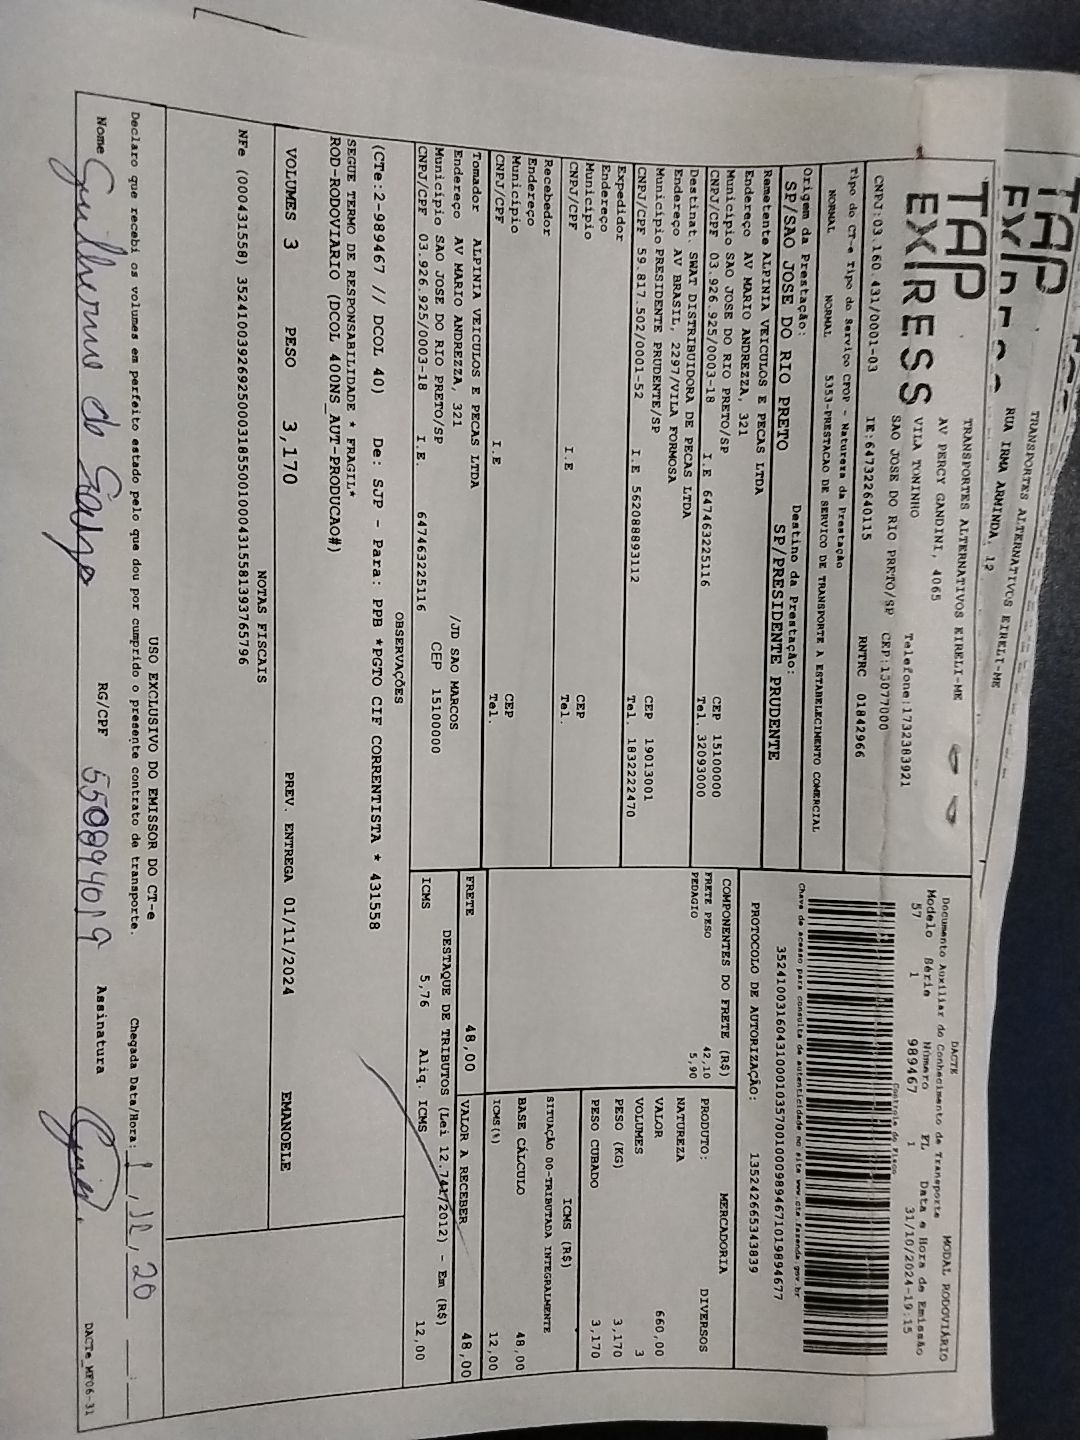 TAP
TRANSPORTES ALTERNATIVOS EIRELI-ME
RUA IRMA ARMINDA, 12
TAP
EXPRESS
TRANSPORTES ALTERNATIVOS EIRELI-ME
AV PERCY GANDINI, 4065
VILA TONINHO
SAO JOSE DO RIO PRETO/SP CEP:15077000
Telefone:1732383921
CNPJ:03.160.431/0001-03 IE:647322640115 RNTRC 01842966
Tipo do CT-e Tipo do Serviço CFOP - Natureza da Prestação
NORMAL NORMAL 5353-PRESTACAO DE SERVICO DE TRANSPORTE A ESTABELECIMENTO COMERCIAL
Origem da Prestação: Destino da Prestação:
SP/SAO JOSE DO RIO PRETO SP/PRESIDENTE PRUDENTE
Remetente ALPINIA VEICULOS E PECAS LTDA
Endereço AV MARIO ANDREZZA, 321
Município SAO JOSE DO RIO PRETO/SP CEP 15100000
CNPJ/CPF 03.926.925/0003-18 I.E 647463225116 Tel. 32093000
Destinat. SWAT DISTRIBUIDORA DE PECAS LTDA
Endereço AV BRASIL, 2297/VILA FORMOSA
Município PRESIDENTE PRUDENTE/SP CEP 19013001
CNPJ/CPF 59.817.502/0001-52 I.E 562088893112 Tel. 1832222470
Expedidor
Endereço
Município CEP
CNPJ/CPF I.E Tel.
Recebedor
Endereço
Município CEP
CNPJ/CPF I.E Tel.
Tomador ALPINIA VEICULOS E PECAS LTDA
Endereço AV MARIO ANDREZZA, 321 /JD SAO MARCOS
Município SAO JOSE DO RIO PRETO/SP CEP 15100000
CNPJ/CPF 03.926.925/0003-18 I.E. 647463225116
DACTE MODAL RODOVIÁRIO
Documento Auxiliar do Conhecimento de Transporte
Modelo Série Número FL Data e Hora de Emissão
57 1 989467 1 31/10/2024-19:15
Controle do Fisco
Chave de acesso para consulta de autenticidade no site www.cte.fazenda.gov.br
35241003160431000103570010009894671019894677
PROTOCOLO DE AUTORIZAÇÃO: 135242665343839
COMPONENTES DO FRETE (R$)
FRETE PESO 42,10
PEDAGIO 5,90
MERCADORIA
PRODUTO: DIVERSOS
NATUREZA
VALOR 660,00
VOLUMES 3
PESO (KG) 3,170
PESO CUBADO 3,170
ICMS (R$)
SITUAÇÃO 00-TRIBUTADA INTEGRALMENTE
BASE CÁLCULO 48,00
ICMS(%) 12,00
FRETE 48,00 VALOR A RECEBER 48,00
DESTAQUE DE TRIBUTOS (Lei 12.741/2012) - Em (R$)
ICMS 5,76 Aliq. ICMS 12,00
OBSERVAÇÕES
(CTe:2-989467 // DCOL 40) De: SJP - Para: PPB *PGTO CIF CORRENTISTA * 431558
SEGUE TERMO DE RESPONSABILIDADE * FRAGIL*
ROD-RODOVIARIO (DCOL 400NS_AUT-PRODUCAO#)
VOLUMES 3 PESO 3,170 PREV. ENTREGA 01/11/2024 EMANOELE
NOTAS FISCAIS
NFe (000431558) 35241003926925000318550010004315581393765796
USO EXCLUSIVO DO EMISSOR DO CT-e
Declaro que recebi os volumes em perfeito estado pelo que dou por cumprido o presente contrato de transporte. Chegada Data/Hora:
Nome Guilherme do RG/CPF Assinatura
DACTe_MF06-31